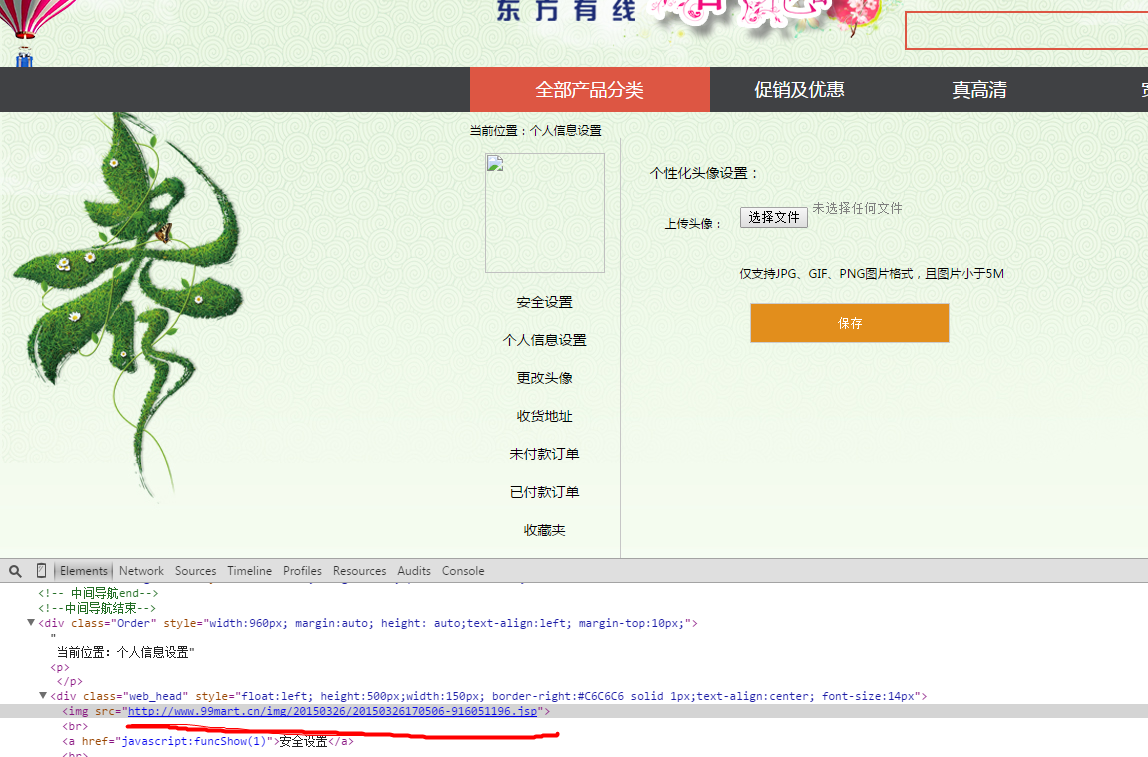 东方有线
全部产品分类
促销及优惠
真高清
当前位置：个人信息设置
个性化头像设置：
上传头像：
选择文件 未选择任何文件
仅支持JPG、GIF、PNG图片格式，且图片小于5M
保存
安全设置
个人信息设置
更改头像
收货地址
未付款订单
已付款订单
收藏夹
Elements Network Sources Timeline Profiles Resources Audits Console
<!-- 中间导航end-->
<!--中间导航结束-->
▼<div class="Order" style="width:960px; margin:auto; height: auto;text-align:left; margin-top:10px;">
"
当前位置：个人信息设置"
<p>
</p>
▼<div class="web_head" style="float:left; height:500px;width:150px; border-right:#C6C6C6 solid 1px;text-align:center; font-size:14px">
<img src="http://www.99mart.cn/img/20150326/20150326170506-916051196.jsp">
<br>
<a href="javascript:funcShow(1)">安全设置</a>
<br>